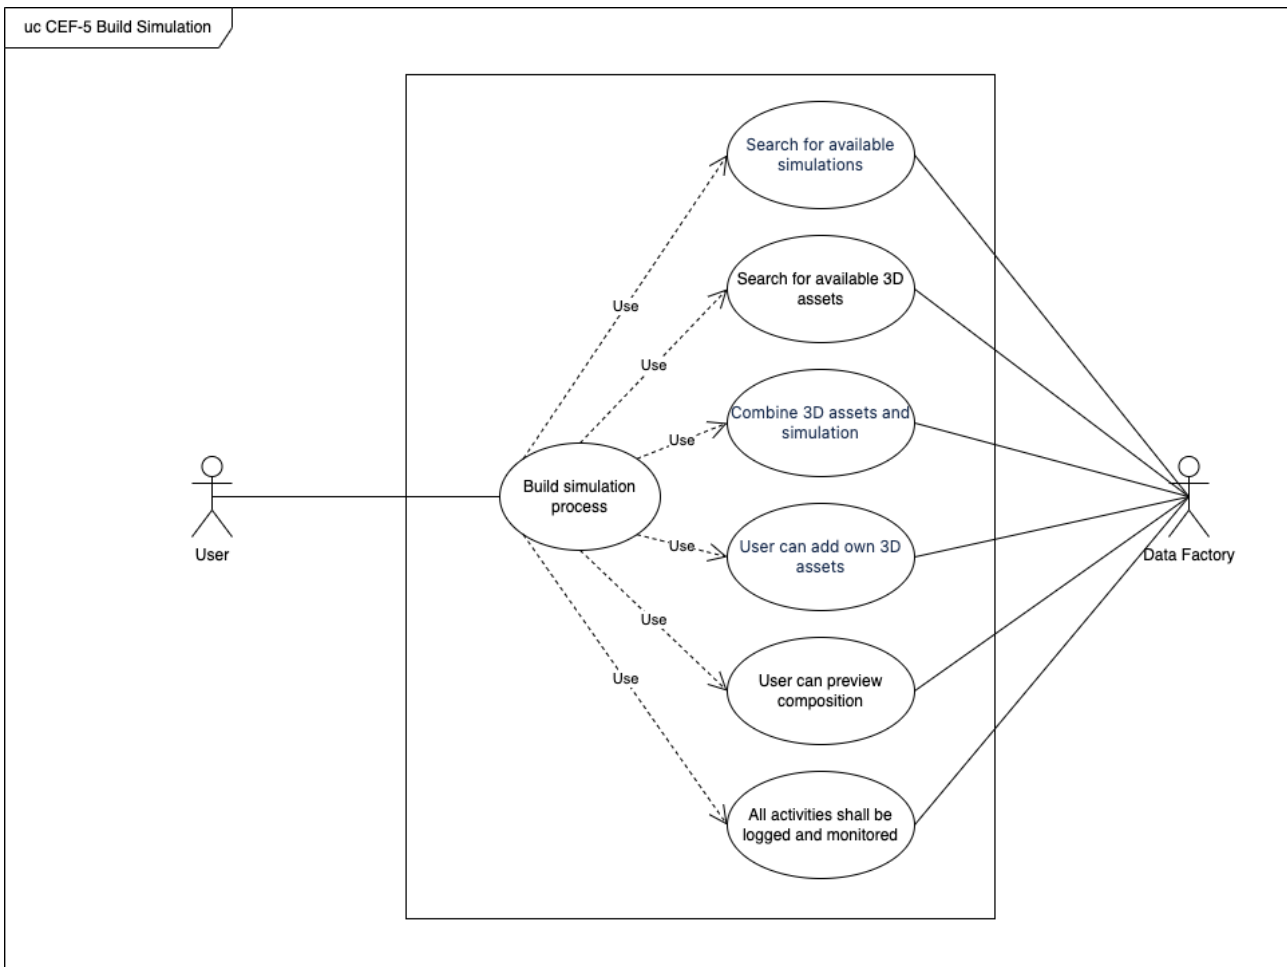 uc CEF-5 Build Simulation
Search for available
simulations
Search for available 3D
assets
Use
Use
Combine 3D assets and
simulation
Use
Build simulation
process
User
Use
User can add own 3D
assets
Data Factory
Use
User can preview
composition
Use
All activities shall be
logged and monitored